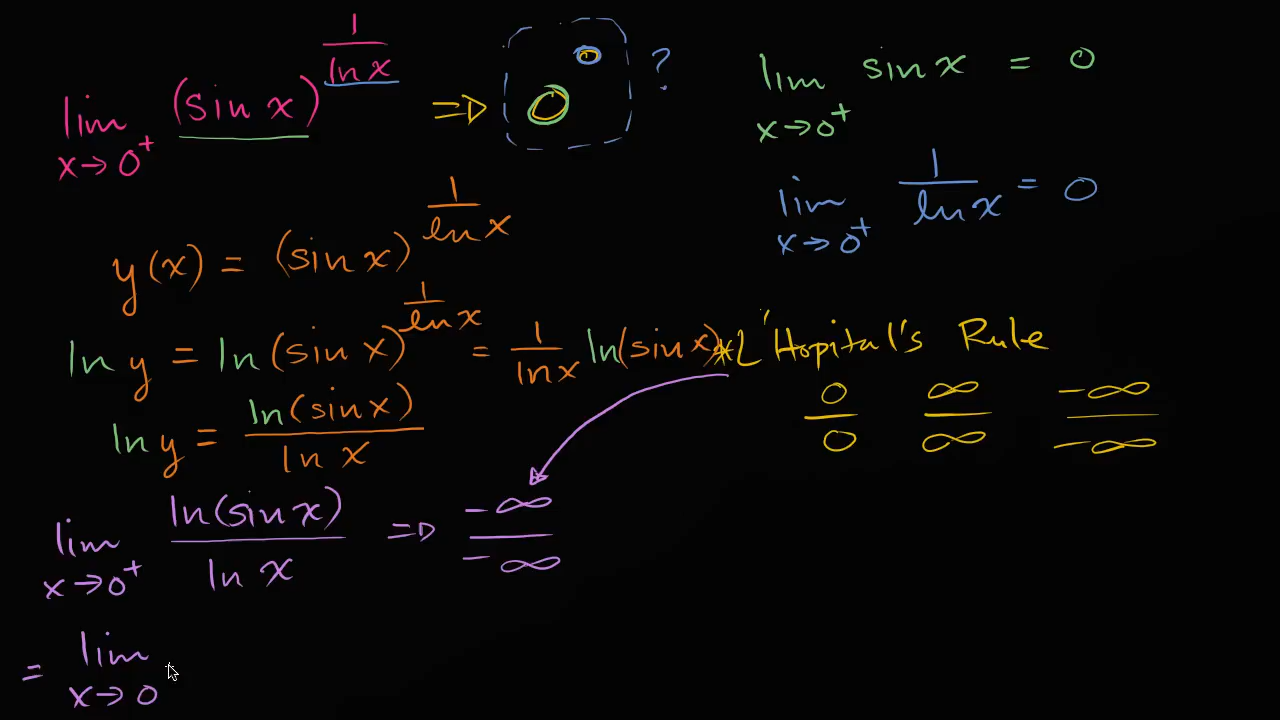 lim x→0⁺ (sin x)^(1/ln x) ⇒ 0^0 ?
lim x→0⁺ sin x = 0
lim x→0⁺ 1/ln x = 0
y(x) = (sin x)^(1/ln x)
ln y = ln (sin x)^(1/ln x) = 1/ln x ln(sin x)
*L'Hopital's Rule
0/0 ∞/∞ -∞/-∞
ln y = ln(sin x)/ln x
lim x→0⁺ ln(sin x)/ln x ⇒ -∞/-∞
= lim x→0